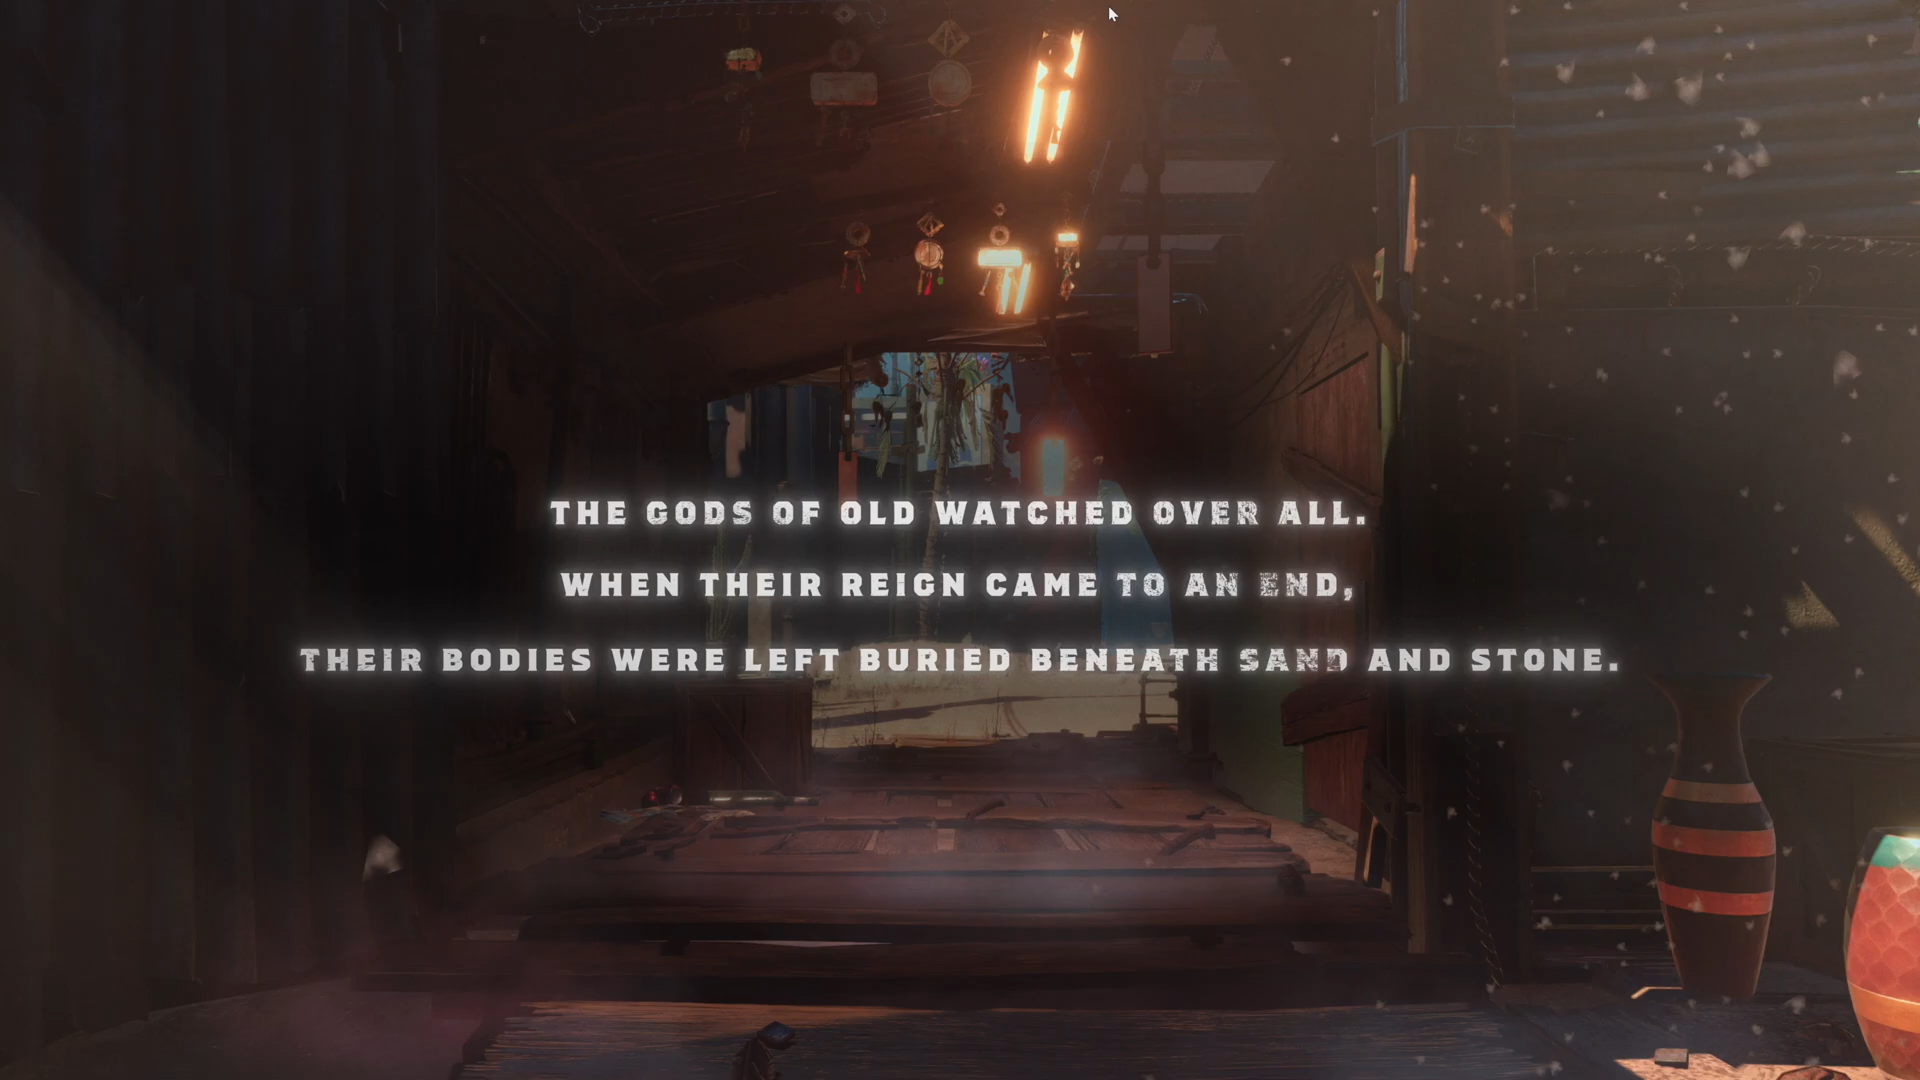 THE GODS OF OLD WATCHED OVER ALL.
WHEN THEIR REIGN CAME TO AN END,
THEIR BODIES WERE LEFT BURIED BENEATH SAND AND STONE.